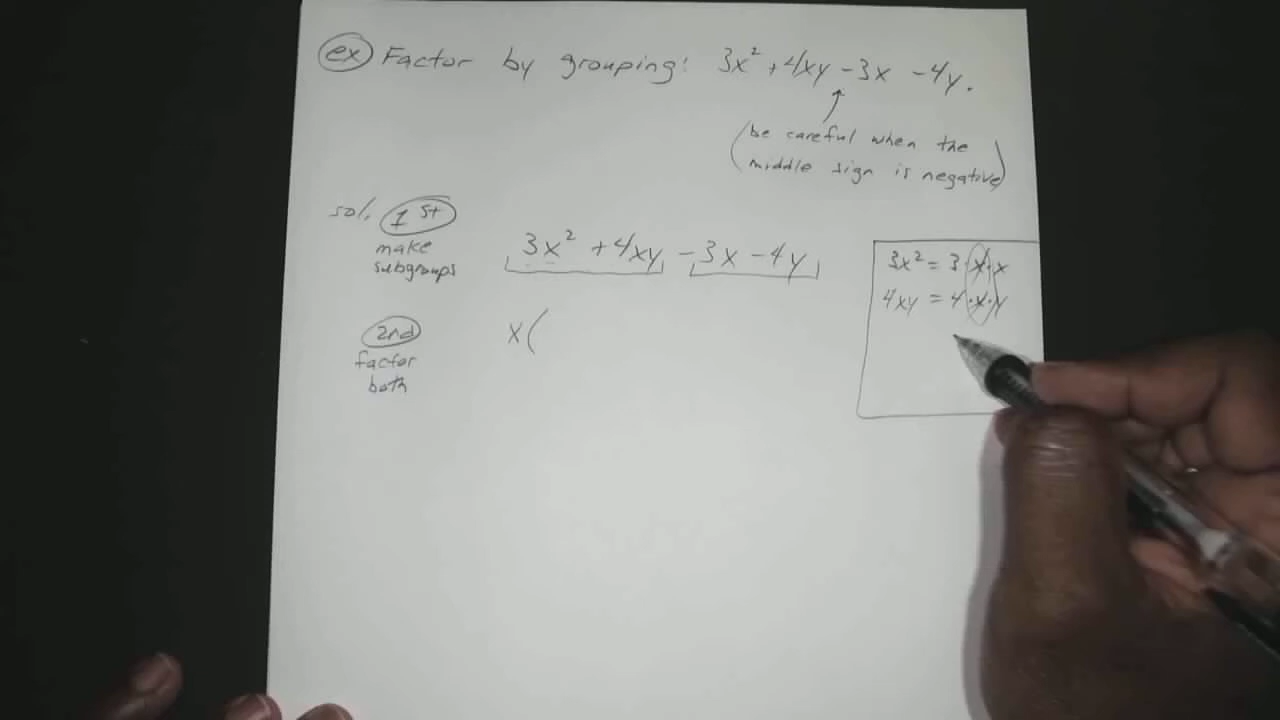 ex Factor by grouping: 3x² + 4xy - 3x - 4y.
(be careful when the
middle sign is negative)
sol. 1st
make
subgroups
3x² + 4xy - 3x - 4y
3x² = 3·x·x
4xy = 4·x·y
2nd
factor
both
x(